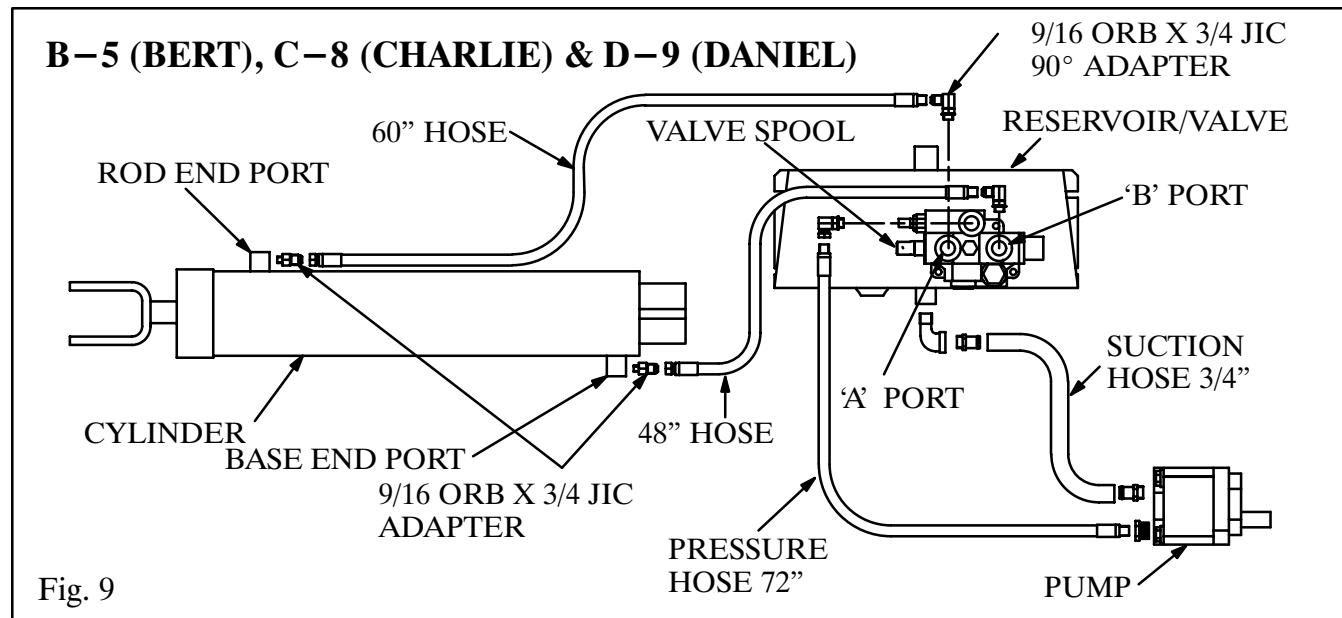 B−5 (BERT), C−8 (CHARLIE) & D−9 (DANIEL)
9/16 ORB X 3/4 JIC
90° ADAPTER
60” HOSE
VALVE SPOOL
RESERVOIR/VALVE
ROD END PORT
‘B’ PORT
SUCTION
HOSE 3/4”
‘A’ PORT
CYLINDER
48” HOSE
BASE END PORT
9/16 ORB X 3/4 JIC
ADAPTER
PRESSURE
HOSE 72”
PUMP
Fig. 9